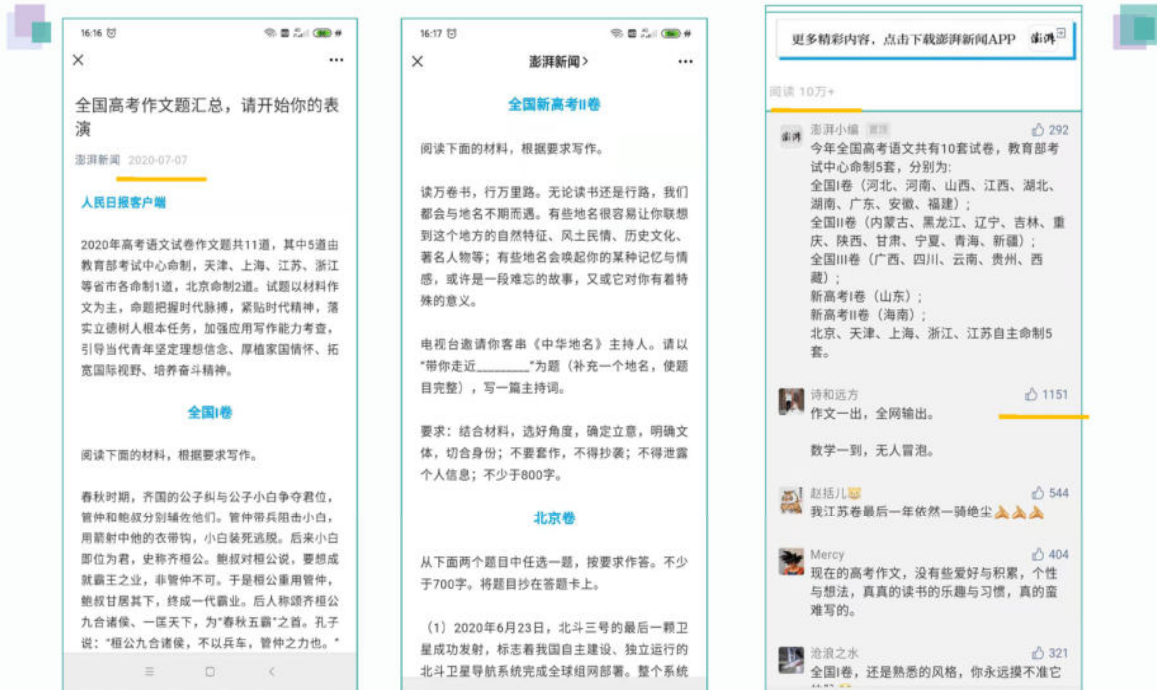 16:16
全国高考作文题汇总，请开始你的表
演
澎湃新闻 2020-07-07
人民日报客户端
2020年高考语文试卷作文题共11道，其中5道由
教育部考试中心命制，天津、上海、江苏、浙江
等省市各命制1道，北京命制2道。试题以材料作
文为主，命题把握时代脉搏，紧贴时代精神，落
实立德树人根本任务，加强应用写作能力考查，
引导当代青年坚定理想信念、厚植家国情怀、拓
宽国际视野、培养奋斗精神。
全国I卷
阅读下面的材料，根据要求写作。
春秋时期，齐国的公子纠与公子小白争夺君位，
管仲和鲍叔分别辅佐他们。管仲带兵阻击小白，
用箭射中他的衣带钩，小白装死逃脱。后来小白
即位为君，史称齐桓公。鲍叔对桓公说，要想成
就霸王之业，非管仲不可。于是桓公重用管仲，
鲍叔甘居其下，终成一代霸业。后人称颂齐桓公
九合诸侯、一匡天下，为“春秋五霸”之首。孔子
说：“桓公九合诸侯，不以兵车，管仲之力也。”
16:17
澎湃新闻>
全国新高考II卷
阅读下面的材料，根据要求写作。
读万卷书，行万里路。无论读书还是行路，我们
都会与地名不期而遇。有些地名很容易让你联想
到这个地方的自然特征、风土民情、历史文化、
著名人物等；有些地名会唤起你的某种记忆与情
感，或许是一段难忘的故事，又或它对你有着特
殊的意义。
电视台邀请你客串《中华地名》主持人。请以
“带你走近_________”为题（补充一个地名，使题
目完整），写一篇主持词。
要求：结合材料，选好角度，确定立意，明确文
体，切合身份；不要套作，不得抄袭；不得泄露
个人信息；不少于800字。
北京卷
从下面两个题目中任选一题，按要求作答。不少
于700字。将题目抄在答题卡上。
（1）2020年6月23日，北斗三号的最后一颗卫
星成功发射，标志着我国自主建设、独立运行的
北斗卫星导航系统完成全球组网部署。整个系统
更多精彩内容，点击下载澎湃新闻APP 澎湃
阅读 10万+
澎湃
澎湃小编 置顶 292
今年全国高考语文共有10套试卷，教育部考
试中心命制5套，分别为:
全国I卷（河北、河南、山西、江西、湖北、
湖南、广东、安徽、福建）;
全国II卷（内蒙古、黑龙江、辽宁、吉林、重
庆、陕西、甘肃、宁夏、青海、新疆）;
全国III卷（广西、四川、云南、贵州、西
藏）;
新高考I卷（山东）;
新高考II卷（海南）;
北京、天津、上海、浙江、江苏自主命制5
套。
诗和远方 1151
作文一出，全网输出。
数学一到，无人冒泡。
赵括儿 544
我江苏卷最后一年依然一骑绝尘
Mercy 404
现在的高考作文，没有些爱好与积累，个性
与想法，真真的读书的乐趣与习惯，真的蛮
难写的。
沧浪之水 321
全国I卷，还是熟悉的风格，你永远摸不准它